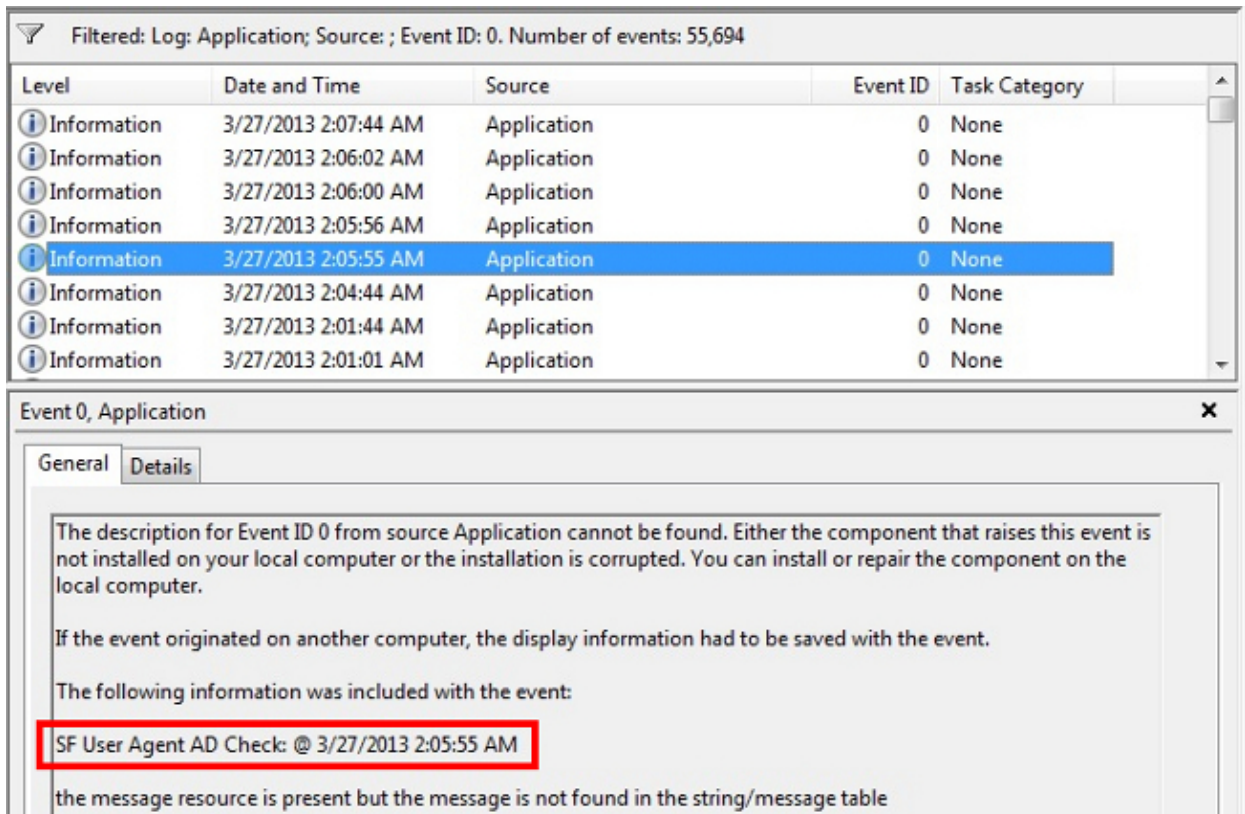 Filtered: Log: Application; Source: ; Event ID: 0. Number of events: 55,694
Level Date and Time Source Event ID Task Category
Information 3/27/2013 2:07:44 AM Application 0 None
Information 3/27/2013 2:06:02 AM Application 0 None
Information 3/27/2013 2:06:00 AM Application 0 None
Information 3/27/2013 2:05:56 AM Application 0 None
Information 3/27/2013 2:05:55 AM Application 0 None
Information 3/27/2013 2:04:44 AM Application 0 None
Information 3/27/2013 2:01:44 AM Application 0 None
Information 3/27/2013 2:01:01 AM Application 0 None
Event 0, Application
General Details
The description for Event ID 0 from source Application cannot be found. Either the component that raises this event is
not installed on your local computer or the installation is corrupted. You can install or repair the component on the
local computer.
If the event originated on another computer, the display information had to be saved with the event.
The following information was included with the event:
SF User Agent AD Check: @ 3/27/2013 2:05:55 AM
the message resource is present but the message is not found in the string/message table